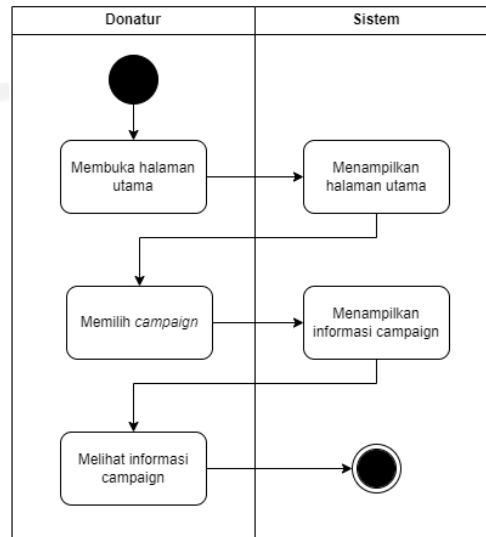 Donatur
Sistem
Membuka halaman
utama
Menampilkan
halaman utama
Memilih campaign
Menampilkan
informasi campaign
Melihat informasi
campaign